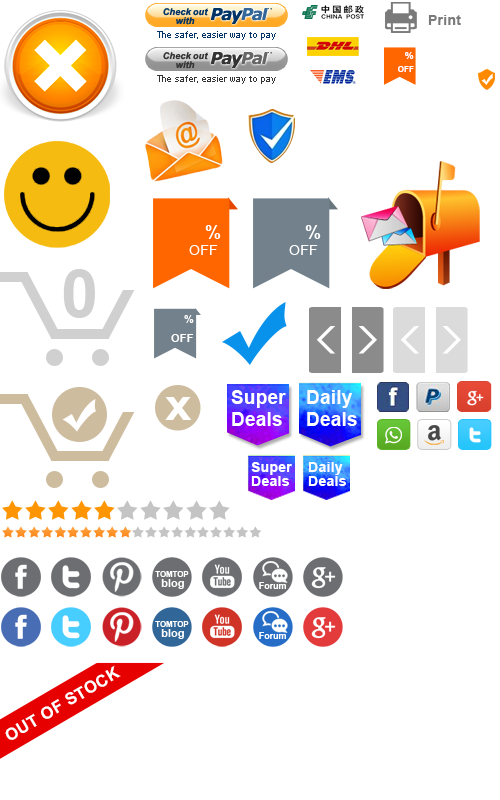 Check out
with PayPal
The safer, easier way to pay
Check out
with PayPal
The safer, easier way to pay
中国邮政
CHINA POST
DHL
EMS
Print
%
OFF
@
%
OFF
%
OFF
0
%
OFF
Super
Deals
Daily
Deals
Super
Deals
Daily
Deals
f
P
g+
a
t
f
t
P
TOMTOP
blog
You
Tube
Forum
g+
f
t
P
TOMTOP
blog
You
Tube
Forum
g+
OUT OF STOCK